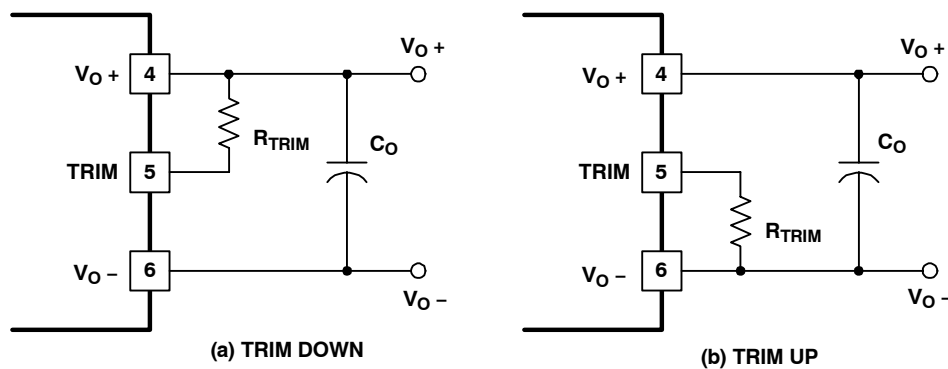 V_O +
4
V_O +
TRIM
5
R_TRIM
C_O
V_O –
6
V_O –
(a) TRIM DOWN
V_O +
4
V_O +
TRIM
5
R_TRIM
C_O
V_O –
6
V_O –
(b) TRIM UP